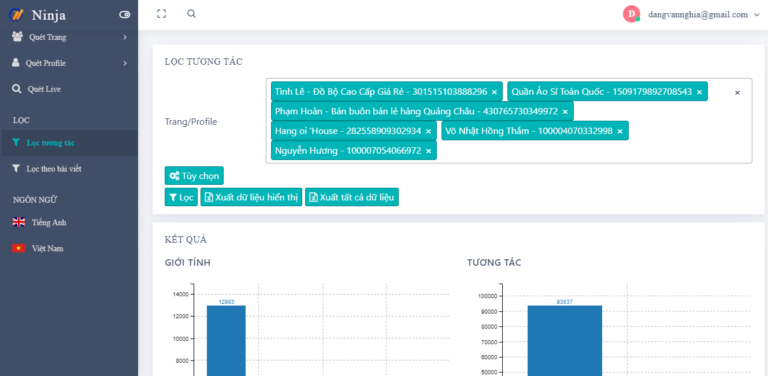 Ninja
dangvannghia@gmail.com
D
Quét Trang
Quét Profile
Quét Live
LỌC
Lọc tương tác
Lọc theo bài viết
NGÔN NGỮ
Tiếng Anh
Việt Nam
LỌC TƯƠNG TÁC
Trang/Profile
Tình Lê - Đồ Bộ Cao Cấp Giá Rẻ - 301515103888296 ×
Quần Áo Sỉ Toàn Quốc - 1509179892708543 ×
×
Phạm Hoàn - Bán buôn bán lẻ hàng Quảng Châu - 430765730349972 ×
Hang ơi 'House - 282558909302934 ×
Võ Nhật Hồng Thắm - 100004070332998 ×
Nguyễn Hương - 100007054066972 ×
Tùy chọn
Lọc
Xuất dữ liệu hiển thị
Xuất tất cả dữ liệu
KẾT QUẢ
GIỚI TÍNH
14000
12000
10000
8000
12963
TƯƠNG TÁC
100000
90000
80000
70000
60000
50000
93837